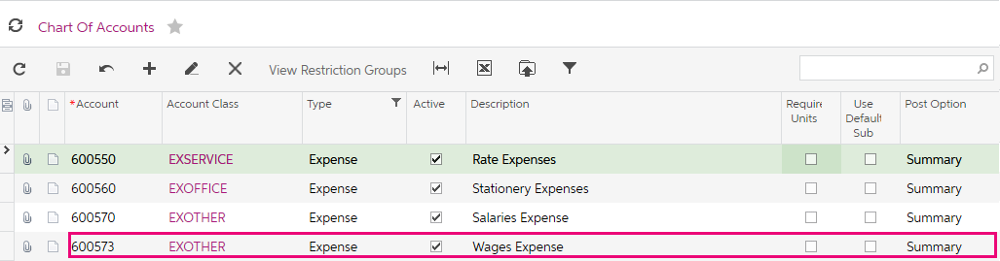 Chart Of Accounts
View Restriction Groups
*Account Account Class Type Active Description Require Units Use Default Sub Post Option
600550 EXSERVICE Expense Rate Expenses Summary
600560 EXOFFICE Expense Stationery Expenses Summary
600570 EXOTHER Expense Salaries Expense Summary
600573 EXOTHER Expense Wages Expense Summary